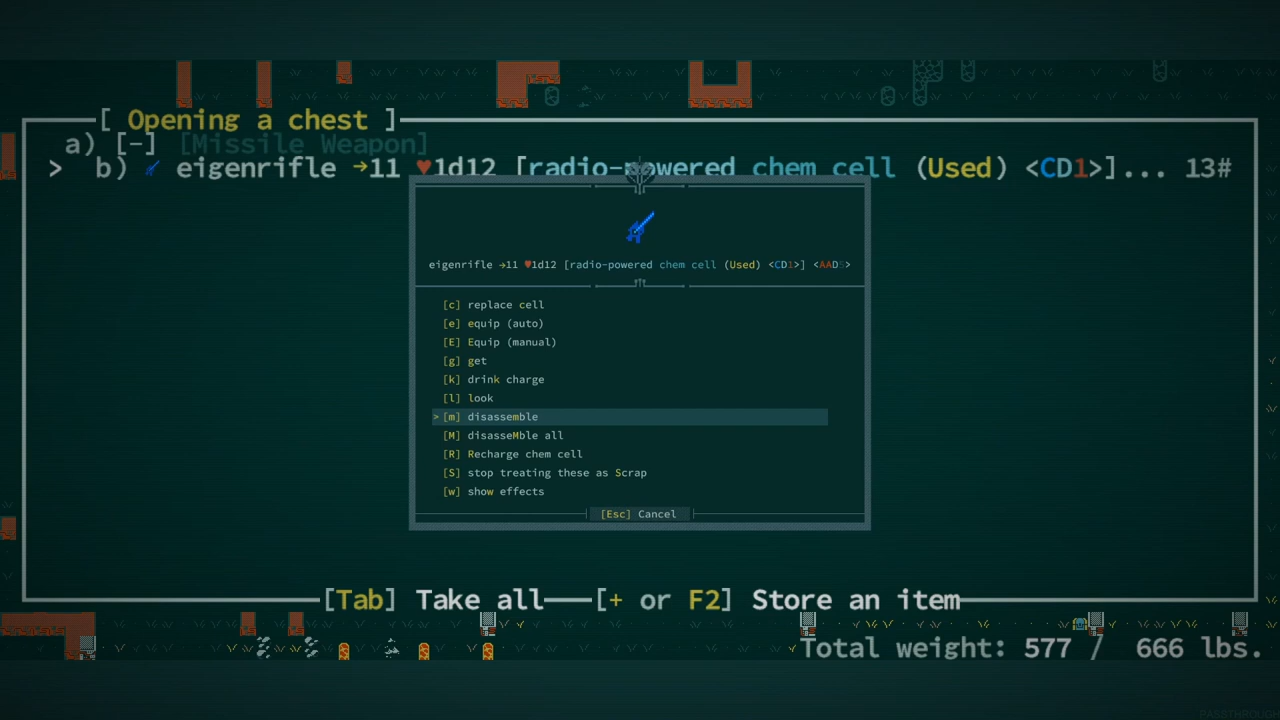 [ Opening a chest ]
a) [-] [Missile Weapon]
> b) eigenrifle →11 ♥1d12 [radio-powered chem cell (Used) <CD1>]... 13#
eigenrifle →11 ♥1d12 [radio-powered chem cell (Used) <CD1>] <AAD5>
[c] replace cell
[e] equip (auto)
[E] Equip (manual)
[g] get
[k] drink charge
[l] look
> [m] disassemble
[M] disasseMble all
[R] Recharge chem cell
[S] stop treating these as Scrap
[w] show effects
[Esc] Cancel
[Tab] Take all [+ or F2] Store an item
Total weight: 577 / 666 lbs.